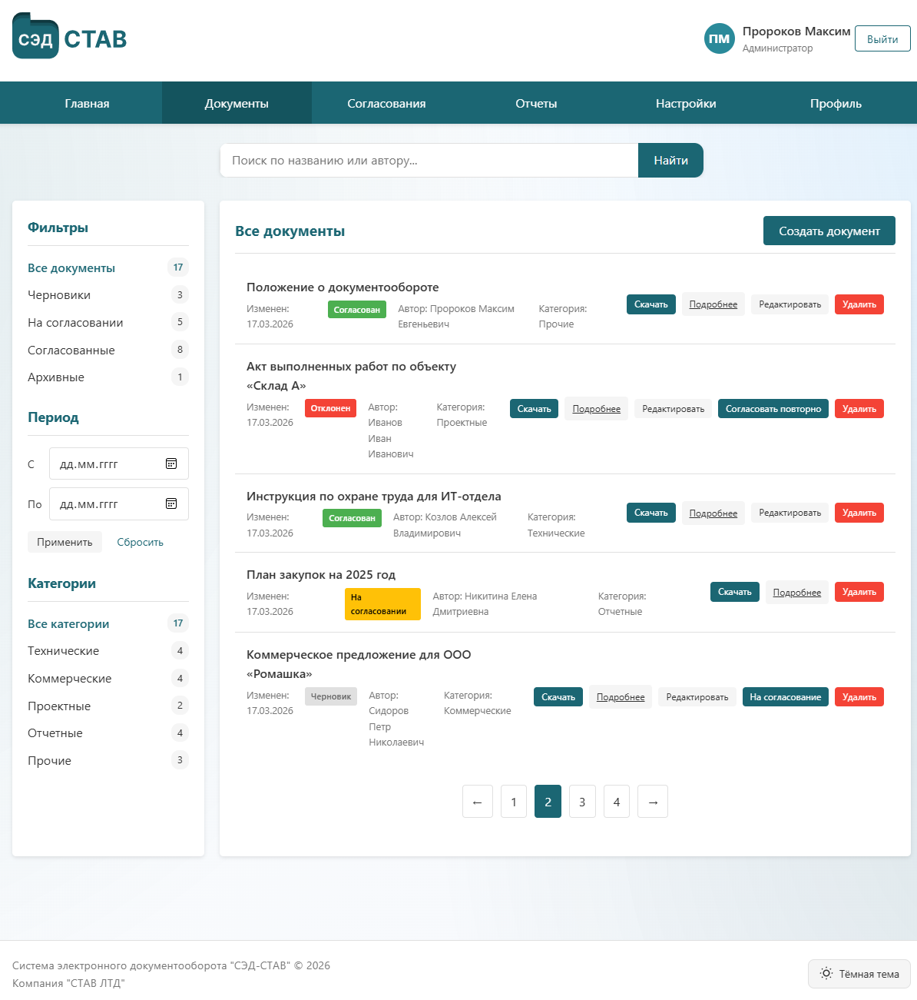 сэд СТАВ
ПМ
Пророков Максим
Администратор
Выйти
Главная
Документы
Согласования
Отчеты
Настройки
Профиль
Поиск по названию или автору...
Найти
Фильтры
Все документы 17
Черновики 3
На согласовании 5
Согласованные 8
Архивные 1
Период
С дд.мм.гггг
По дд.мм.гггг
Применить Сбросить
Категории
Все категории 17
Технические 4
Коммерческие 4
Проектные 2
Отчетные 4
Прочие 3
Все документы
Создать документ
Положение о документообороте
Изменен:
17.03.2026
Согласован
Автор: Пророков Максим
Евгеньевич
Категория:
Прочие
Скачать Подробнее Редактировать Удалить
Акт выполненных работ по объекту
«Склад А»
Изменен:
17.03.2026
Отклонен
Автор:
Иванов
Иван
Иванович
Категория:
Проектные
Скачать Подробнее Редактировать Согласовать повторно Удалить
Инструкция по охране труда для ИТ-отдела
Изменен:
17.03.2026
Согласован
Автор: Козлов Алексей
Владимирович
Категория:
Технические
Скачать Подробнее Редактировать Удалить
План закупок на 2025 год
Изменен:
17.03.2026
На
согласовании
Автор: Никитина Елена
Дмитриевна
Категория:
Отчетные
Скачать Подробнее Удалить
Коммерческое предложение для ООО
«Ромашка»
Изменен:
17.03.2026
Черновик
Автор:
Сидоров
Петр
Николаевич
Категория:
Коммерческие
Скачать Подробнее Редактировать На согласование Удалить
← 1 2 3 4 →
Система электронного документооборота "СЭД-СТАВ" © 2026
Компания "СТАВ ЛТД"
Тёмная тема